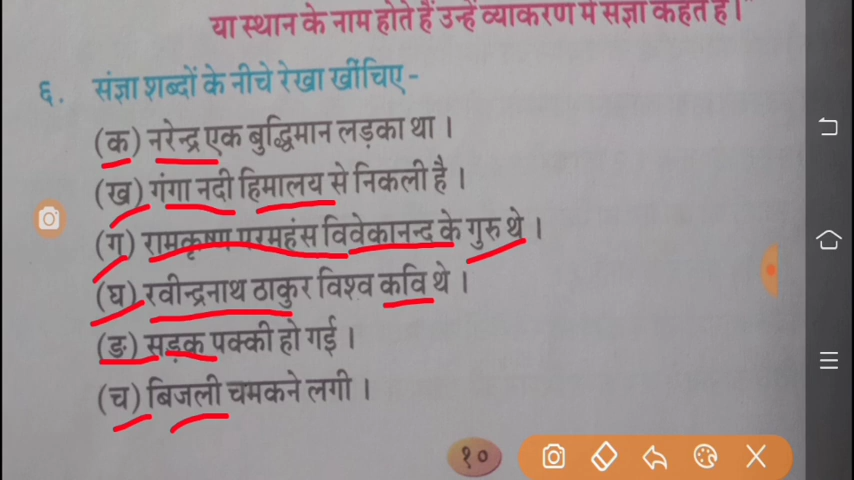 या स्थान के नाम होते हैं उन्हें व्याकरण में संज्ञा कहते हैं।"
६. संज्ञा शब्दों के नीचे रेखा खींचिए -
(क) नरेन्द्र एक बुद्धिमान लड़का था ।
(ख) गंगा नदी हिमालय से निकली है ।
(ग) रामकृष्ण परमहंस विवेकानन्द के गुरु थे ।
(घ) रवीन्द्रनाथ ठाकुर विश्व कवि थे ।
(ङ) सड़क पक्की हो गई ।
(च) बिजली चमकने लगी ।
१०